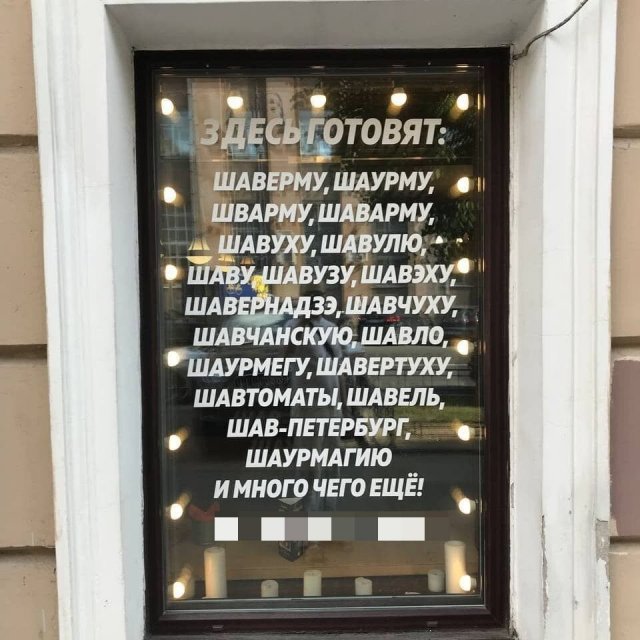 ЗДЕСЬ ГОТОВЯТ:
ШАВЕРМУ, ШАУРМУ,
ШВАРМУ, ШАВАРМУ,
ШАВУХУ, ШАВУЛЮ,
ШАВУ, ШАВУЗУ, ШАВЭХУ,
ШАВЕРНАДЗЭ, ШАВЧУХУ,
ШАВЧАНСКУЮ, ШАВЛО,
ШАУРМЕГУ, ШАВЕРТУХУ,
ШАВТОМАТЫ, ШАВЕЛЬ,
ШАВ-ПЕТЕРБУРГ,
ШАУРМАГИЮ
И МНОГО ЧЕГО ЕЩЁ!